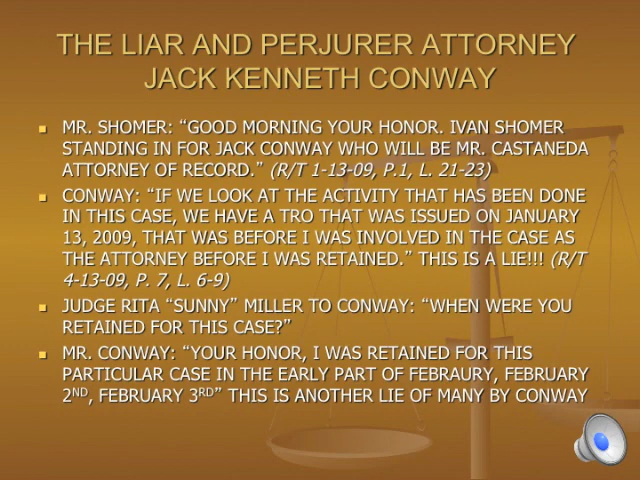 THE LIAR AND PERJURER ATTORNEY
JACK KENNETH CONWAY
MR. SHOMER: “GOOD MORNING YOUR HONOR. IVAN SHOMER
STANDING IN FOR JACK CONWAY WHO WILL BE MR. CASTANEDA
ATTORNEY OF RECORD.” (R/T 1-13-09, P.1, L. 21-23)
CONWAY: “IF WE LOOK AT THE ACTIVITY THAT HAS BEEN DONE
IN THIS CASE, WE HAVE A TRO THAT WAS ISSUED ON JANUARY
13, 2009, THAT WAS BEFORE I WAS INVOLVED IN THE CASE AS
THE ATTORNEY BEFORE I WAS RETAINED.” THIS IS A LIE!!! (R/T
4-13-09, P. 7, L. 6-9)
JUDGE RITA “SUNNY” MILLER TO CONWAY: “WHEN WERE YOU
RETAINED FOR THIS CASE?”
MR. CONWAY: “YOUR HONOR, I WAS RETAINED FOR THIS
PARTICULAR CASE IN THE EARLY PART OF FEBRAURY, FEBRUARY
2ND, FEBRUARY 3RD” THIS IS ANOTHER LIE OF MANY BY CONWAY